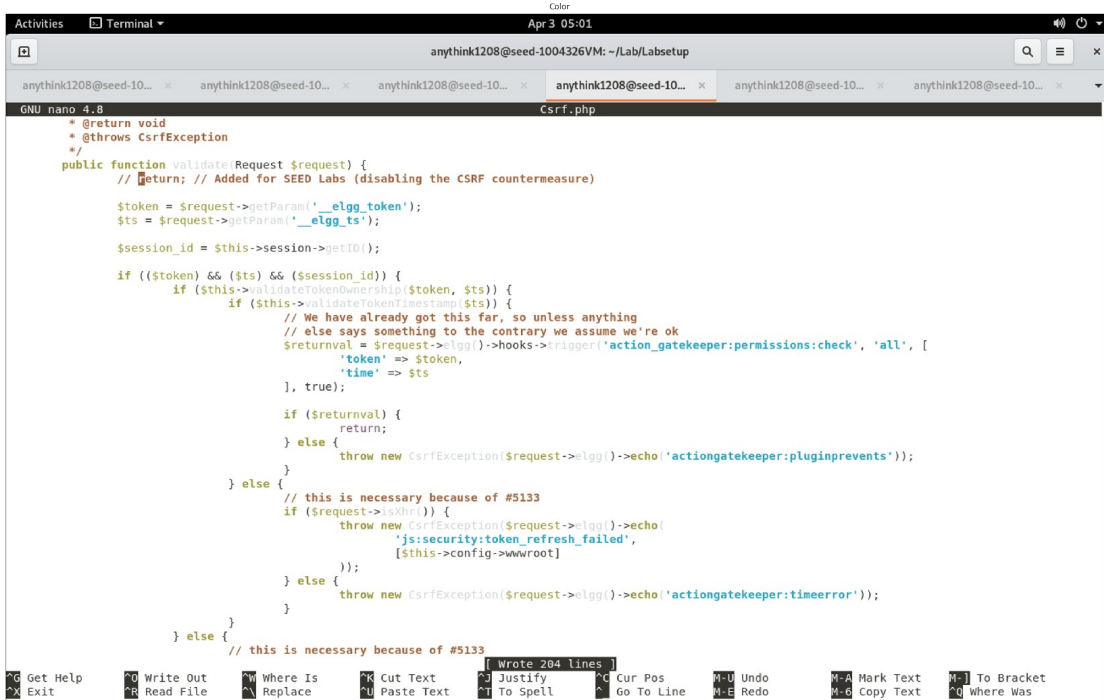 Color
Activities Terminal Apr 3 05:01
anythink1208@seed-1004326VM: ~/Lab/Labsetup
anythink1208@seed-10... × anythink1208@seed-10... × anythink1208@seed-10... × anythink1208@seed-10... × anythink1208@seed-10... × anythink1208@seed-10... ×
GNU nano 4.8 Csrf.php
* @return void
* @throws CsrfException
*/
public function validate(Request $request) {
// return; // Added for SEED Labs (disabling the CSRF countermeasure)
$token = $request->getParam('__elgg_token');
$ts = $request->getParam('__elgg_ts');
$session_id = $this->session->getID();
if (($token) && ($ts) && ($session_id)) {
if ($this->validateTokenOwnership($token, $ts)) {
if ($this->validateTokenTimestamp($ts)) {
// We have already got this far, so unless anything
// else says something to the contrary we assume we're ok
$returnval = $request->elgg()->hooks->trigger('action_gatekeeper:permissions:check', 'all', [
'token' => $token,
'time' => $ts
], true);
if ($returnval) {
return;
} else {
throw new CsrfException($request->elgg()->echo('actiongatekeeper:pluginprevents'));
}
} else {
// this is necessary because of #5133
if ($request->isXhr()) {
throw new CsrfException($request->elgg()->echo(
'js:security:token_refresh_failed',
[$this->config->wwwroot]
));
} else {
throw new CsrfException($request->elgg()->echo('actiongatekeeper:timeerror'));
}
}
} else {
// this is necessary because of #5133
[ Wrote 204 lines ]
^G Get Help ^O Write Out ^W Where Is ^K Cut Text ^J Justify ^C Cur Pos M-U Undo M-A Mark Text M-] To Bracket
^X Exit ^R Read File ^\ Replace ^U Paste Text ^T To Spell ^_ Go To Line M-E Redo M-6 Copy Text ^Q Where Was